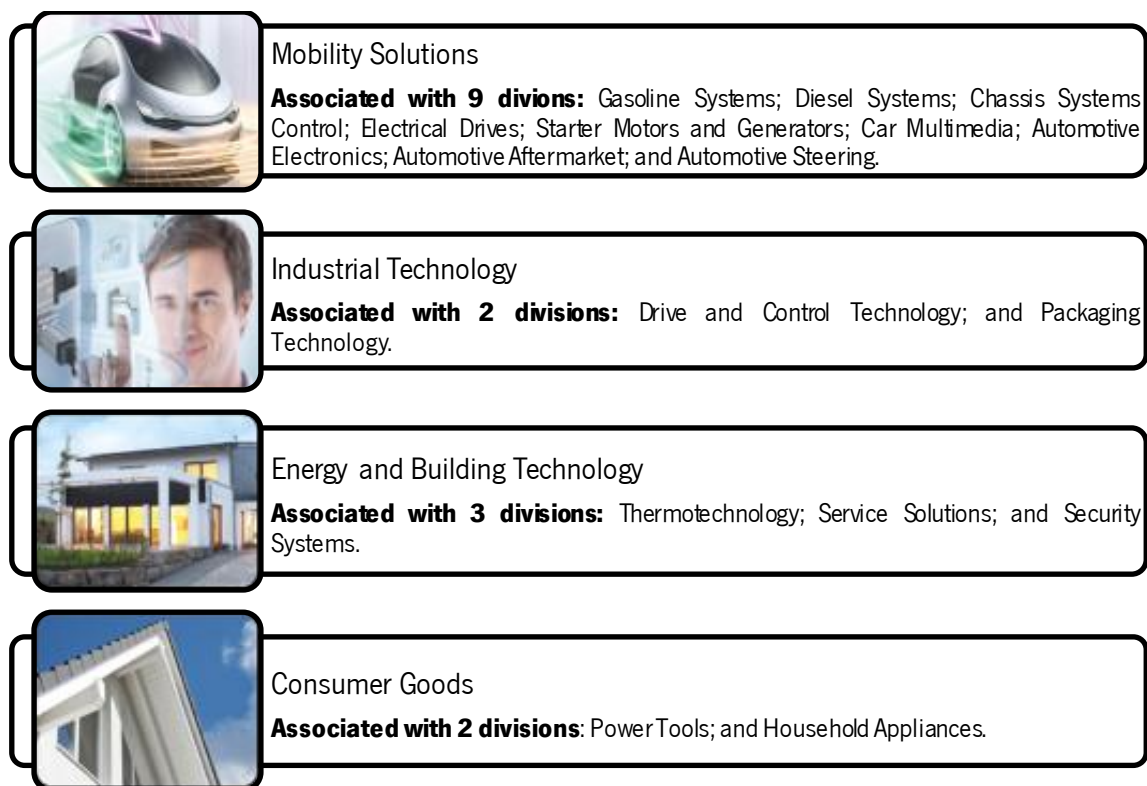 Mobility Solutions
Associated with 9 divions: Gasoline Systems; Diesel Systems; Chassis Systems
Control; Electrical Drives; Starter Motors and Generators; Car Multimedia; Automotive
Electronics; Automotive Aftermarket; and Automotive Steering.
Industrial Technology
Associated with 2 divisions: Drive and Control Technology; and Packaging
Technology.
Energy and Building Technology
Associated with 3 divisions: Thermotechnology; Service Solutions; and Security
Systems.
Consumer Goods
Associated with 2 divisions: Power Tools; and Household Appliances.